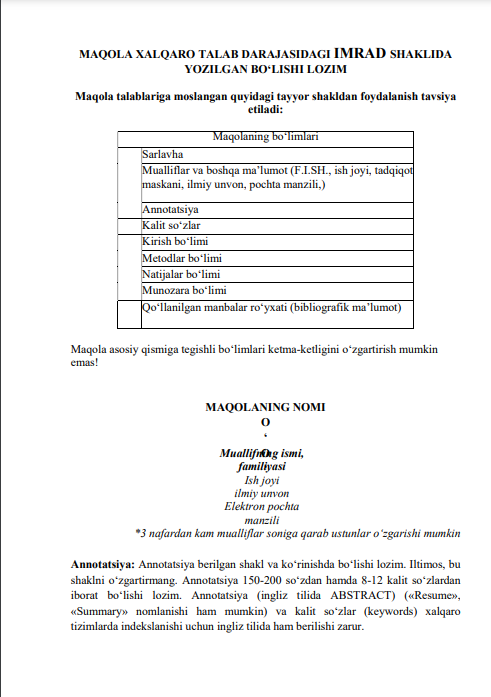 MAQOLA XALQARO TALAB DARAJASIDAGI IMRAD SHAKLIDA
YOZILGAN BO‘LISHI LOZIM
Maqola talablariga moslangan quyidagi tayyor shakldan foydalanish tavsiya
etiladi:
Maqolaning bo‘limlari
Sarlavha
Mualliflar va boshqa ma’lumot (F.I.SH., ish joyi, tadqiqot
maskani, ilmiy unvon, pochta manzili,)
Annotatsiya
Kalit so‘zlar
Kirish bo‘limi
Metodlar bo‘limi
Natijalar bo‘limi
Munozara bo‘limi
Qo‘llanilgan manbalar ro‘yxati (bibliografik ma’lumot)
Maqola asosiy qismiga tegishli bo‘limlari ketma-ketligini o‘zgartirish mumkin
emas!
MAQOLANING NOMI
O
‘
Muallifning ismi,
familiyasi
Ish joyi
ilmiy unvon
Elektron pochta
manzili
*3 nafardan kam mualliflar soniga qarab ustunlar o‘zgarishi mumkin
Annotatsiya: Annotatsiya berilgan shakl va ko‘rinishda bo‘lishi lozim. Iltimos, bu
shaklni o‘zgartirmang. Annotatsiya 150-200 so‘zdan hamda 8-12 kalit so‘zlardan
iborat bo‘lishi lozim. Annotatsiya (ingliz tilida ABSTRACT) («Resume»,
«Summary» nomlanishi ham mumkin) va kalit so‘zlar (keywords) xalqaro
tizimlarda indekslanishi uchun ingliz tilida ham berilishi zarur.